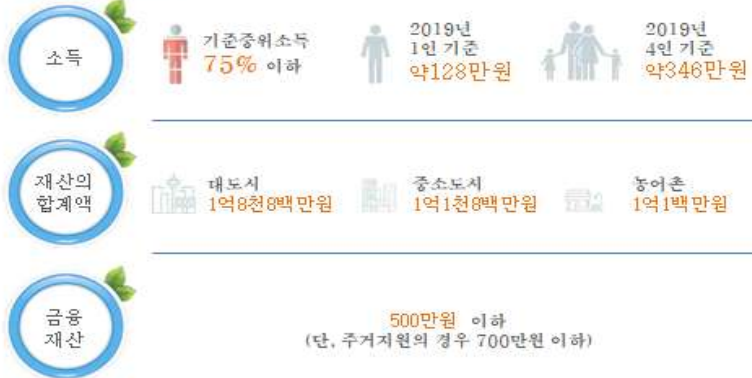 소득
기준중위소득
75% 이하
2019년
1인 기준
약128만원
2019년
4인 기준
약346만원
재산의
합계액
대도시
1억8천8백만원
중소도시
1억1천8백만원
농어촌
1억1백만원
금융
재산
500만원 이하
(단, 주거지원의 경우 700만원 이하)